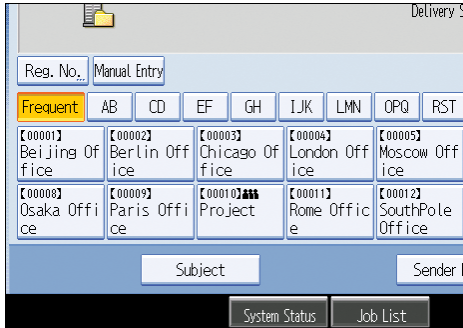 Delivery S
Reg. No. Manual Entry
Frequent AB CD EF GH IJK LMN OPQ RST
【00001】 【00002】 【00003】 【00004】 【00005】
Beijing Of Berlin Off Chicago Of London Off Moscow Off
fice ice fice ice ice
【00008】 【00009】 【00010】 【00011】 【00012】
Osaka Offi Paris Offi Project Rome Offic SouthPole
ce ce e Office
Subject Sender
System Status Job List